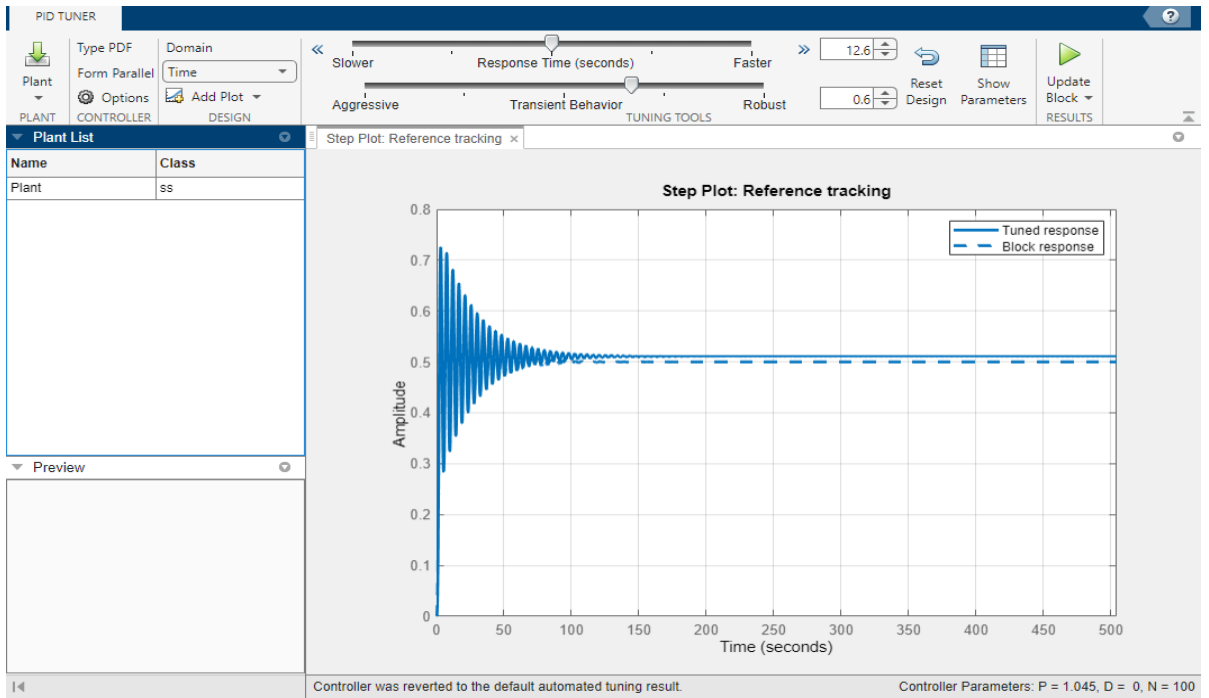 PID TUNER
?
Plant
PLANT
Type PDF
Form Parallel
Options
CONTROLLER
Domain
Time
Add Plot
DESIGN
Slower
Response Time (seconds)
Faster
12.6
Aggressive
Transient Behavior
Robust
0.6
TUNING TOOLS
Reset
Design
Show
Parameters
Update
Block
RESULTS
Plant List
Name Class
Plant ss
Preview
Step Plot: Reference tracking ×
Step Plot: Reference tracking
Tuned response
Block response
Amplitude
0.8
0.7
0.6
0.5
0.4
0.3
0.2
0.1
0
0 50 100 150 200 250 300 350 400 450 500
Time (seconds)
Controller was reverted to the default automated tuning result.
Controller Parameters: P = 1.045, D = 0, N = 100